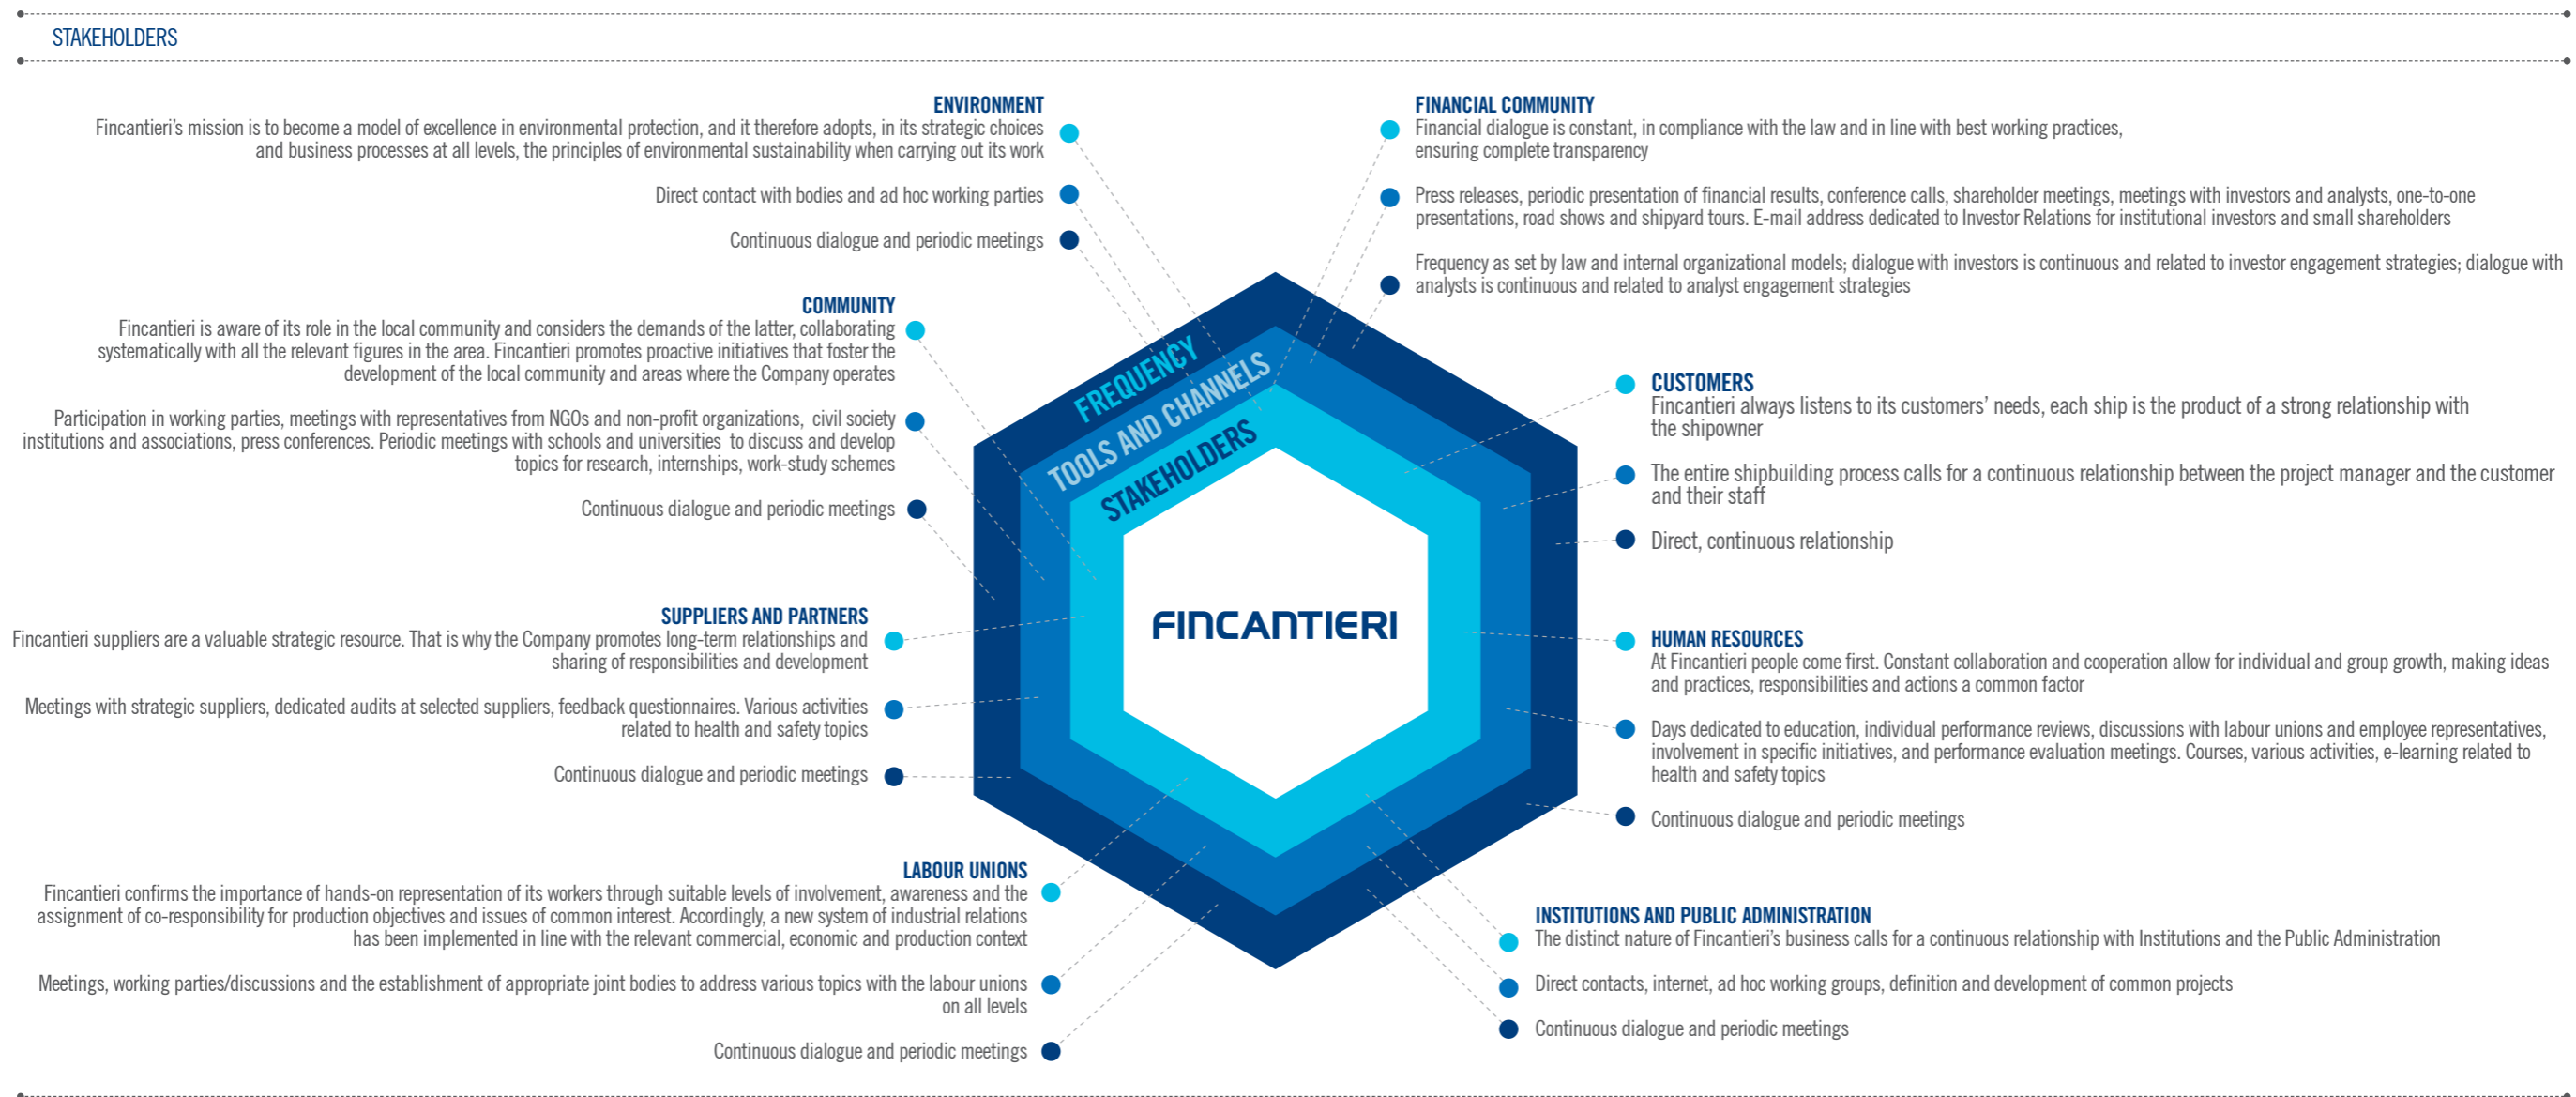 STAKEHOLDERS
ENVIRONMENT
Fincantieri's mission is to become a model of excellence in environmental protection, and it therefore adopts, in its strategic choices
and business processes at all levels, the principles of environmental sustainability when carrying out its work
Direct contact with bodies and ad hoc working parties
Continuous dialogue and periodic meetings
COMMUNITY
Fincantieri is aware of its role in the local community and considers the demands of the latter, collaborating
systematically with all the relevant figures in the area. Fincantieri promotes proactive initiatives that foster the
development of the local community and areas where the Company operates
Participation in working parties, meetings with representatives from NGOs and non-profit organizations, civil society
institutions and associations, press conferences. Periodic meetings with schools and universities to discuss and develop
topics for research, internships, work-study schemes
Continuous dialogue and periodic meetings
SUPPLIERS AND PARTNERS
Fincantieri suppliers are a valuable strategic resource. That is why the Company promotes long-term relationships and
sharing of responsibilities and development
Meetings with strategic suppliers, dedicated audits at selected suppliers, feedback questionnaires. Various activities
related to health and safety topics
Continuous dialogue and periodic meetings
LABOUR UNIONS
Fincantieri confirms the importance of hands-on representation of its workers through suitable levels of involvement, awareness and the
assignment of co-responsibility for production objectives and issues of common interest. Accordingly, a new system of industrial relations
has been implemented in line with the relevant commercial, economic and production context
Meetings, working parties/discussions and the establishment of appropriate joint bodies to address various topics with the labour unions
on all levels
Continuous dialogue and periodic meetings
FREQUENCY
TOOLS AND CHANNELS
STAKEHOLDERS
FINCANTIERI
FINANCIAL COMMUNITY
Financial dialogue is constant, in compliance with the law and in line with best working practices,
ensuring complete transparency
Press releases, periodic presentation of financial results, conference calls, shareholder meetings, meetings with investors and analysts, one-to-one
presentations, road shows and shipyard tours. E-mail address dedicated to Investor Relations for institutional investors and small shareholders
Frequency as set by law and internal organizational models; dialogue with investors is continuous and related to investor engagement strategies; dialogue with
analysts is continuous and related to analyst engagement strategies
CUSTOMERS
Fincantieri always listens to its customers' needs, each ship is the product of a strong relationship with
the shipowner
The entire shipbuilding process calls for a continuous relationship between the project manager and the customer
and their staff
Direct, continuous relationship
HUMAN RESOURCES
At Fincantieri people come first. Constant collaboration and cooperation allow for individual and group growth, making ideas
and practices, responsibilities and actions a common factor
Days dedicated to education, individual performance reviews, discussions with labour unions and employee representatives,
involvement in specific initiatives, and performance evaluation meetings. Courses, various activities, e-learning related to
health and safety topics
Continuous dialogue and periodic meetings
INSTITUTIONS AND PUBLIC ADMINISTRATION
The distinct nature of Fincantieri's business calls for a continuous relationship with Institutions and the Public Administration
Direct contacts, internet, ad hoc working groups, definition and development of common projects
Continuous dialogue and periodic meetings